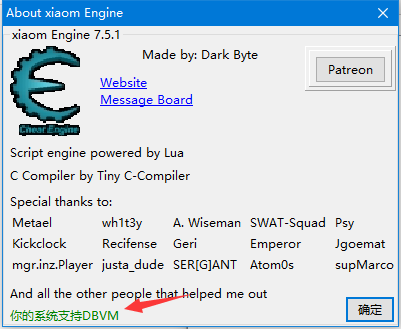 About xiaom Engine
xiaom Engine 7.5.1
Made by: Dark Byte
Patreon
Website
Message Board
Cheat Engine
Script engine powered by Lua
C Compiler by Tiny C-Compiler
Special thanks to:
Metael wh1t3y A. Wiseman SWAT-Squad Psy
Kickclock Recifense Geri Emperor Jgoemat
mgr.inz.Player justa_dude SER[G]ANT Atom0s supMarco
And all the other people that helped me out
你的系统支持DBVM
确定